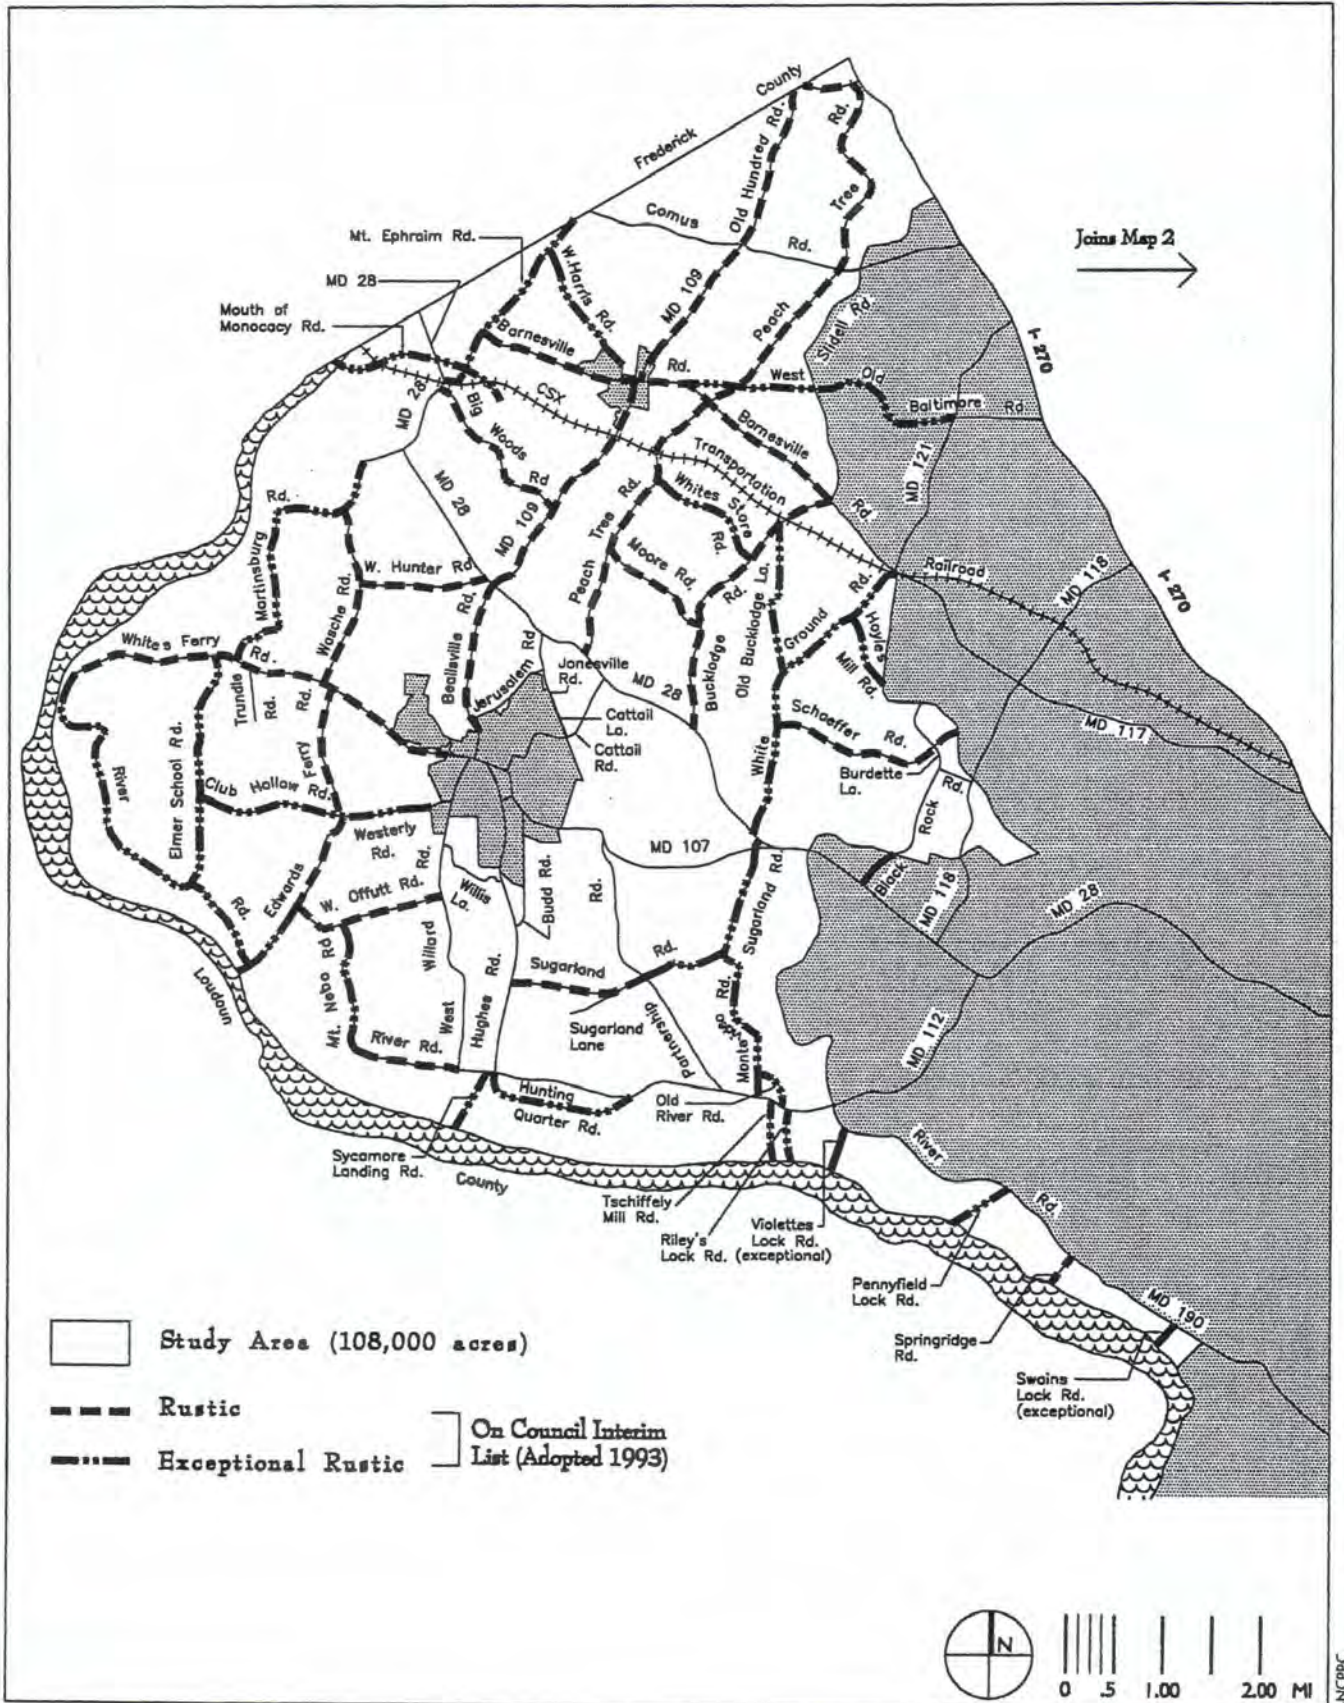 County
Frederick
Old Hundred Rd.
Rd.
Tree
Comus
Rd.
Mt. Ephraim Rd.
W. Harris Rd.
MD 109
Joins Map 2
MD 28
Mouth of
Monocacy Rd.
Peach
Slidell Rd.
I-270
Barnesville
Rd.
West
Old
Baltimore
Rd.
MD 28
Big
Woods
Rd
CSX
Transportation
Railroad
Barnesville
Rd.
MD 121
MD 28
MD 109
Rd.
Martinsburg
Wasche
Rd.
W. Hunter Rd
Peach
Tree
Rd.
Whites
Store
Rd.
Moore Rd.
Rd.
Old Bucklodge La.
Ground
Rd.
Hoyles
Mill Rd.
MD 118
I-270
White's Ferry
Rd.
Trundle
Rd.
Rd.
Beallsville
Rd.
Jerusalem
Rd
Jonesville
Rd.
MD 28
Bucklodge
Cattail
La.
Cattail
Rd.
Schaeffer
Rd.
MD 117
River
Elmer School Rd.
Club Hollow Rd.
Ferry
White
Burdette
La.
Rock
Rd.
Westerly
Rd.
MD 107
Black
MD 118
MD 28
Edwards
W. Offutt Rd.
Rd.
Willis
La.
Budd Rd.
Rd.
Sugarland Rd.
Rd.
Mt. Nebo Rd
Willard
West
Hughes
Rd.
Sugarland
Rd.
Loudoun
Sugarland
Lane
Partnership
Monte
video
Rd.
MD 112
River Rd.
Hunting
Quarter Rd.
Old
River Rd.
Sycamore
Landing Rd.
County
River
Rd.
Tschiffely
Mill Rd.
Riley's
Lock Rd.
Violettes
Lock Rd.
(exceptional)
Pennyfield
Lock Rd.
Springridge
Rd.
MD 190
Swains
Lock Rd.
(exceptional)
Study Area (108,000 acres)
Rustic
Exceptional Rustic
On Council Interim
List (Adopted 1993)
N
0 .5 1.00 2.00 MI